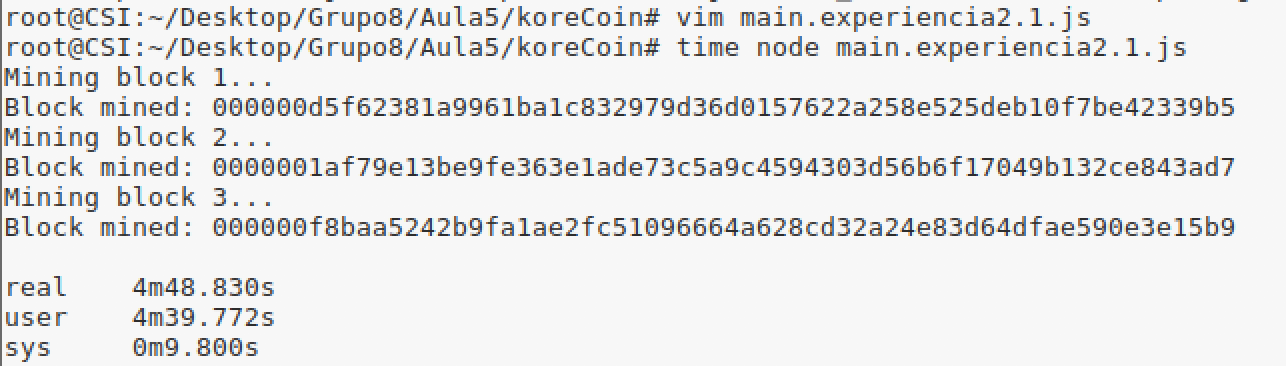 root@CSI:~/Desktop/Grupo8/Aula5/koreCoin# vim main.experiencia2.1.js
root@CSI:~/Desktop/Grupo8/Aula5/koreCoin# time node main.experiencia2.1.js
Mining block 1...
Block mined: 000000d5f62381a9961ba1c832979d36d0157622a258e525deb10f7be42339b5
Mining block 2...
Block mined: 0000001af79e13be9fe363e1ade73c5a9c4594303d56b6f17049b132ce843ad7
Mining block 3...
Block mined: 000000f8baa5242b9fa1ae2fc51096664a628cd32a24e83d64dfae590e3e15b9
real 4m48.830s
user 4m39.772s
sys 0m9.800s